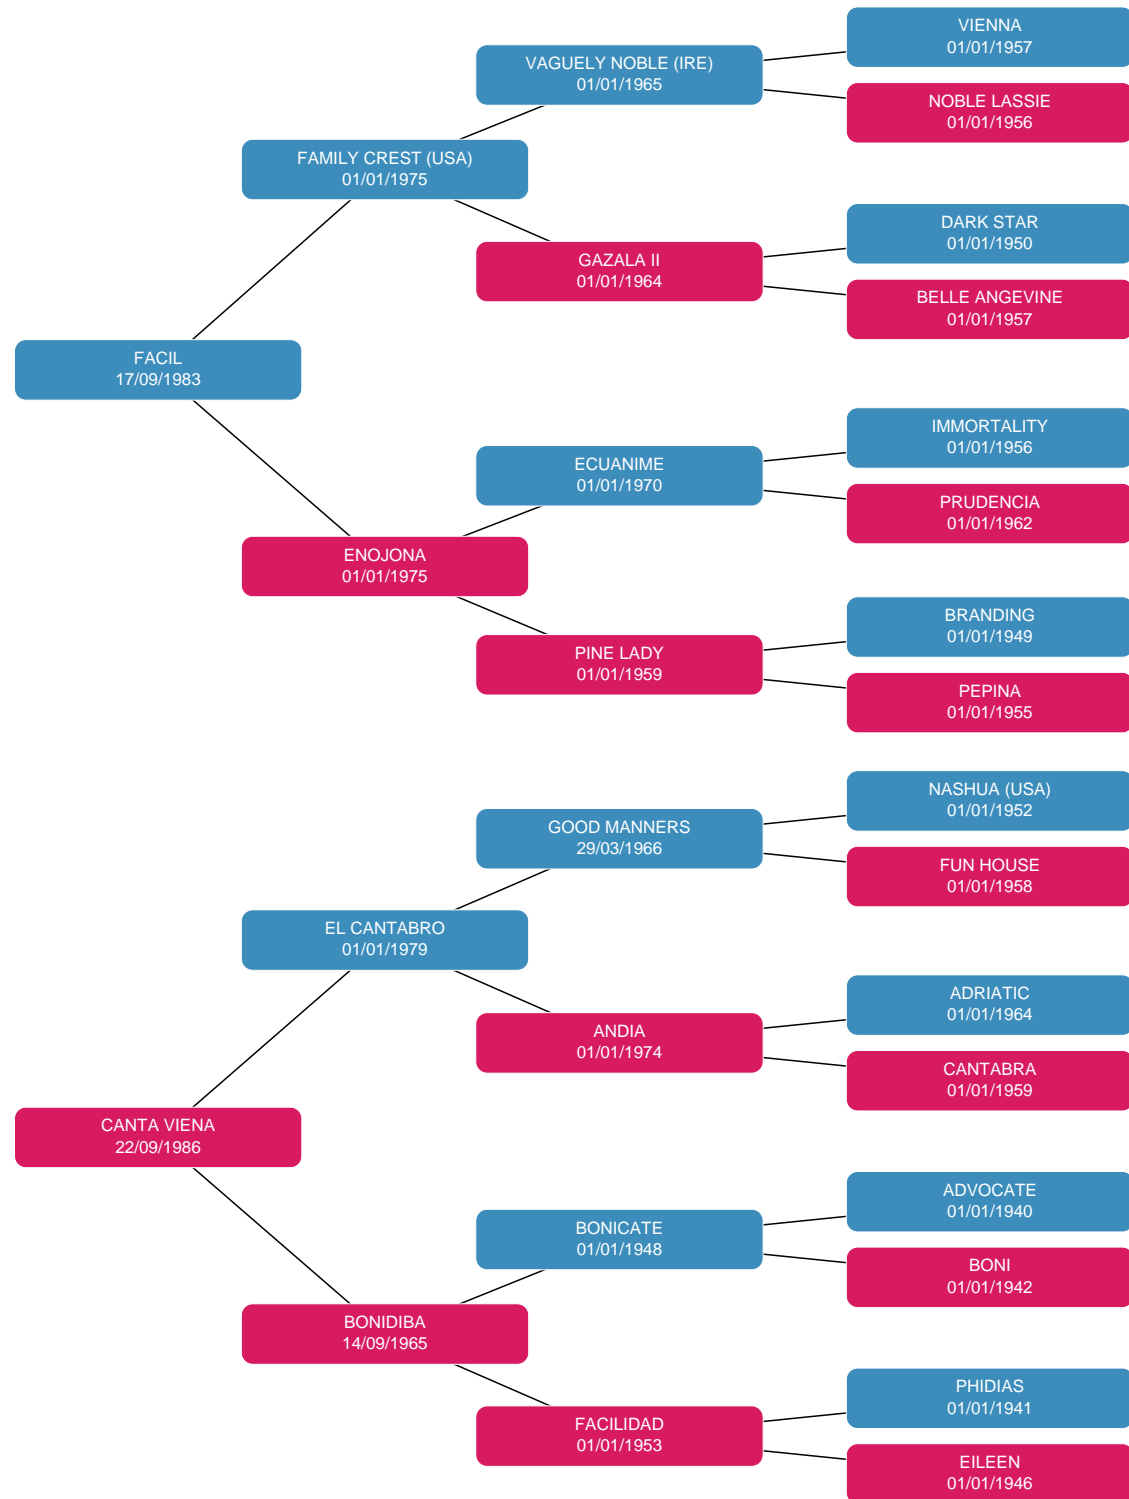 VIENNA
01/01/1957
VAGUELY NOBLE (IRE)
01/01/1965
NOBLE LASSIE
01/01/1956
FAMILY CREST (USA)
01/01/1975
DARK STAR
01/01/1950
GAZALA II
01/01/1964
BELLE ANGEVINE
01/01/1957
FACIL
17/09/1983
IMMORTALITY
01/01/1956
ECUANIME
01/01/1970
PRUDENCIA
01/01/1962
ENOJONA
01/01/1975
BRANDING
01/01/1949
PINE LADY
01/01/1959
PEPINA
01/01/1955
NASHUA (USA)
01/01/1952
GOOD MANNERS
29/03/1966
FUN HOUSE
01/01/1958
EL CANTABRO
01/01/1979
ADRIATIC
01/01/1964
ANDIA
01/01/1974
CANTABRA
01/01/1959
CANTA VIENA
22/09/1986
ADVOCATE
01/01/1940
BONICATE
01/01/1948
BONI
01/01/1942
BONIDIBA
14/09/1965
PHIDIAS
01/01/1941
FACILIDAD
01/01/1953
EILEEN
01/01/1946